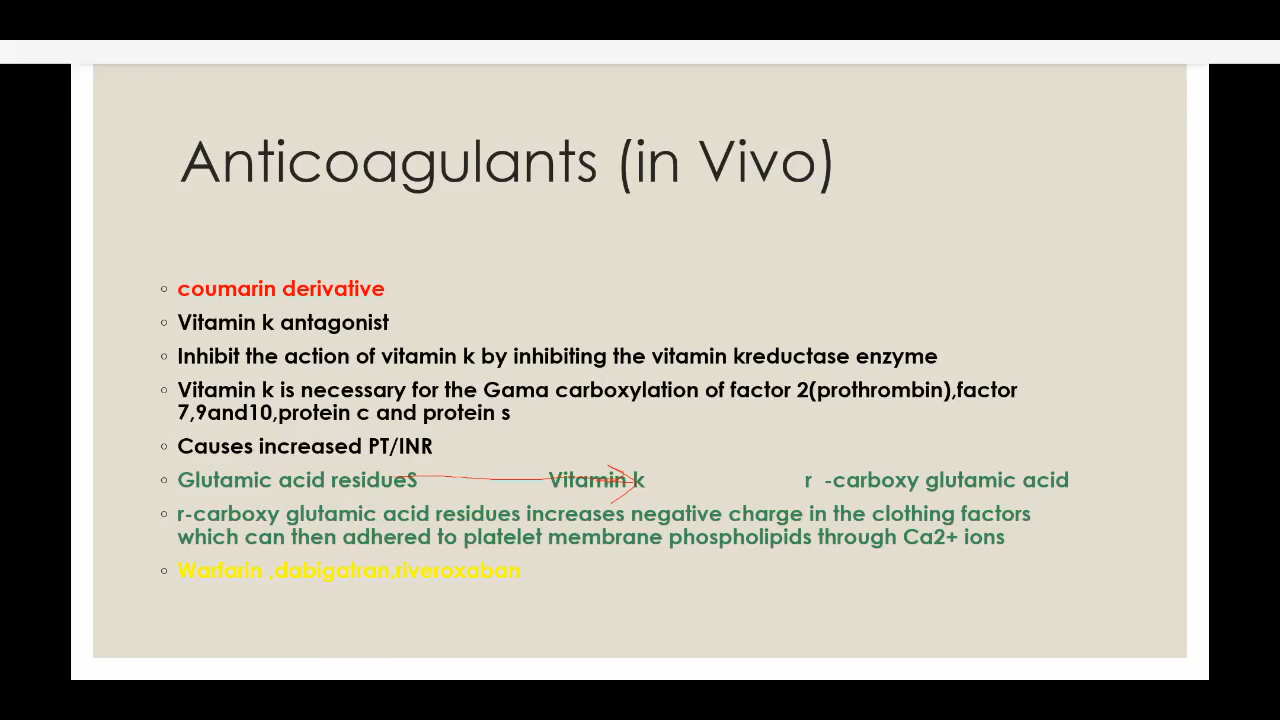 Anticoagulants (in Vivo)
coumarin derivative
Vitamin k antagonist
Inhibit the action of vitamin k by inhibiting the vitamin kreductase enzyme
Vitamin k is necessary for the Gama carboxylation of factor 2(prothrombin),factor
7,9and10,protein c and protein s
Causes increased PT/INR
Glutamic acid residueS Vitamin k r -carboxy glutamic acid
r-carboxy glutamic acid residues increases negative charge in the clothing factors
which can then adhered to platelet membrane phospholipids through Ca2+ ions
Warfarin ,dabigatran,riveroxaban